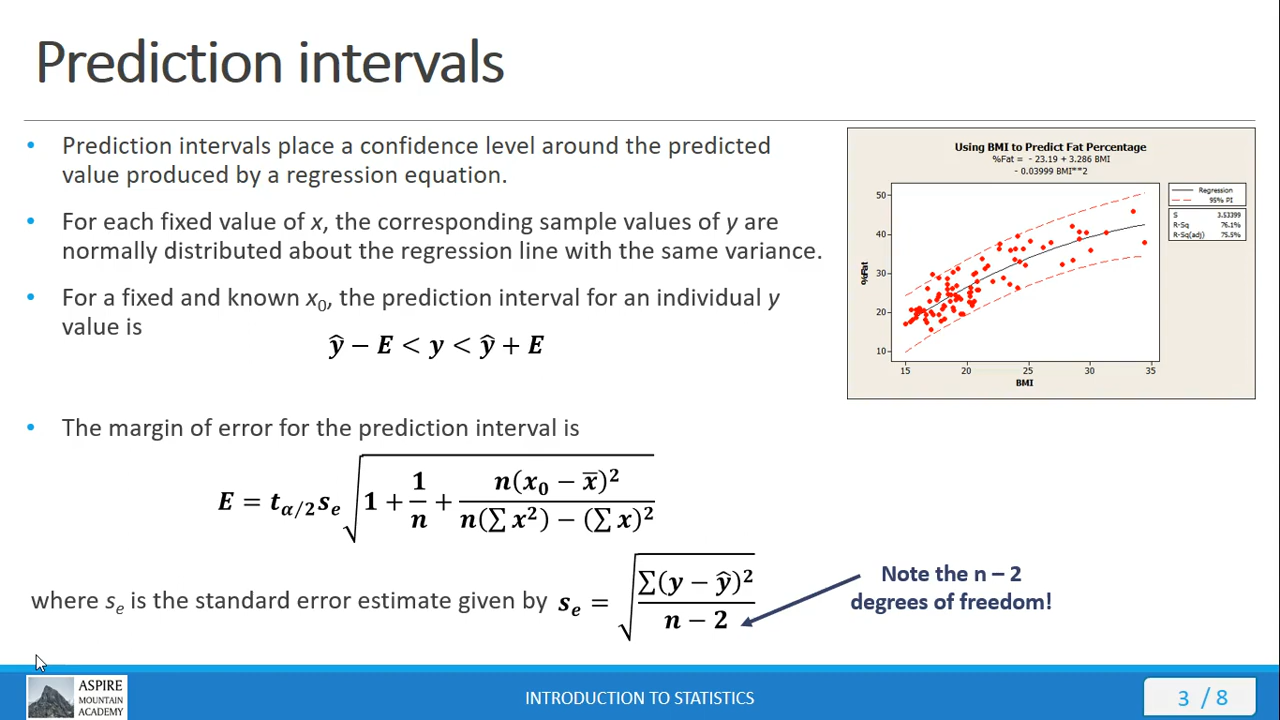 Prediction intervals
• Prediction intervals place a confidence level around the predicted
value produced by a regression equation.
• For each fixed value of x, the corresponding sample values of y are
normally distributed about the regression line with the same variance.
• For a fixed and known x₀, the prediction interval for an individual y
value is
ŷ − E < y < ŷ + E
• The margin of error for the prediction interval is
E = t_{α/2} s_e √(1 + 1/n + n(x₀ − x̄)² / (n(∑x²) − (∑x)²))
where s_e is the standard error estimate given by s_e = √(∑(y − ŷ)² / (n − 2))
Note the n – 2
degrees of freedom!
Using BMI to Predict Fat Percentage
%Fat = - 23.19 + 3.286 BMI
- 0.03999 BMI**2
50
40
30
20
10
%Fat
15 20 25 30 35
BMI
Regression
95% PI
S 3.53399
R-Sq 76.1%
R-Sq(adj) 75.5%
ASPIRE
MOUNTAIN
ACADEMY
INTRODUCTION TO STATISTICS
3 / 8